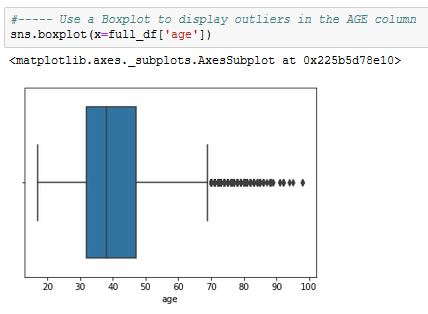 #----- Use a Boxplot to display outliers in the AGE column
sns.boxplot(x=full_df['age'])
<matplotlib.axes._subplots.AxesSubplot at 0x225b5d78e10>
20 30 40 50 60 70 80 90 100
age